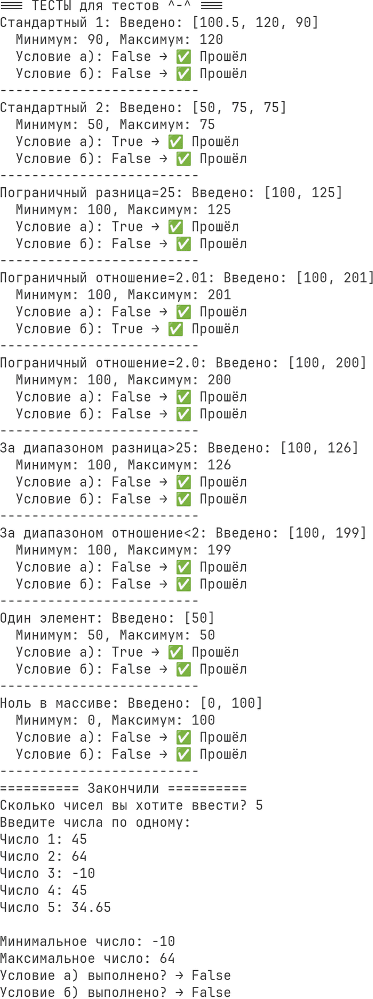 === ТЕСТЫ для тестов ^-^ ===
Стандартный 1: Введено: [100.5, 120, 90]
Минимум: 90, Максимум: 120
Условие а): False → ✅ Прошёл
Условие б): False → ✅ Прошёл
-------------------------
Стандартный 2: Введено: [50, 75, 75]
Минимум: 50, Максимум: 75
Условие а): True → ✅ Прошёл
Условие б): False → ✅ Прошёл
-------------------------
Пограничный разница=25: Введено: [100, 125]
Минимум: 100, Максимум: 125
Условие а): True → ✅ Прошёл
Условие б): False → ✅ Прошёл
-------------------------
Пограничный отношение=2.01: Введено: [100, 201]
Минимум: 100, Максимум: 201
Условие а): False → ✅ Прошёл
Условие б): True → ✅ Прошёл
-------------------------
Пограничный отношение=2.0: Введено: [100, 200]
Минимум: 100, Максимум: 200
Условие а): False → ✅ Прошёл
Условие б): False → ✅ Прошёл
-------------------------
За диапазоном разница>25: Введено: [100, 126]
Минимум: 100, Максимум: 126
Условие а): False → ✅ Прошёл
Условие б): False → ✅ Прошёл
-------------------------
За диапазоном отношение<2: Введено: [100, 199]
Минимум: 100, Максимум: 199
Условие а): False → ✅ Прошёл
Условие б): False → ✅ Прошёл
-------------------------
Один элемент: Введено: [50]
Минимум: 50, Максимум: 50
Условие а): True → ✅ Прошёл
Условие б): False → ✅ Прошёл
-------------------------
Ноль в массиве: Введено: [0, 100]
Минимум: 0, Максимум: 100
Условие а): False → ✅ Прошёл
Условие б): False → ✅ Прошёл
-------------------------
========== Закончили ==========
Сколько чисел вы хотите ввести? 5
Введите числа по одному:
Число 1: 45
Число 2: 64
Число 3: -10
Число 4: 45
Число 5: 34.65
Минимальное число: -10
Максимальное число: 64
Условие а) выполнено? → False
Условие б) выполнено? → False